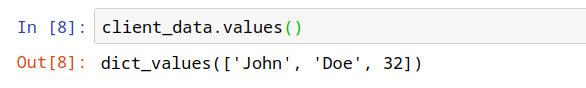 In [8]: client_data.values()
Out[8]: dict_values(['John', 'Doe', 32])